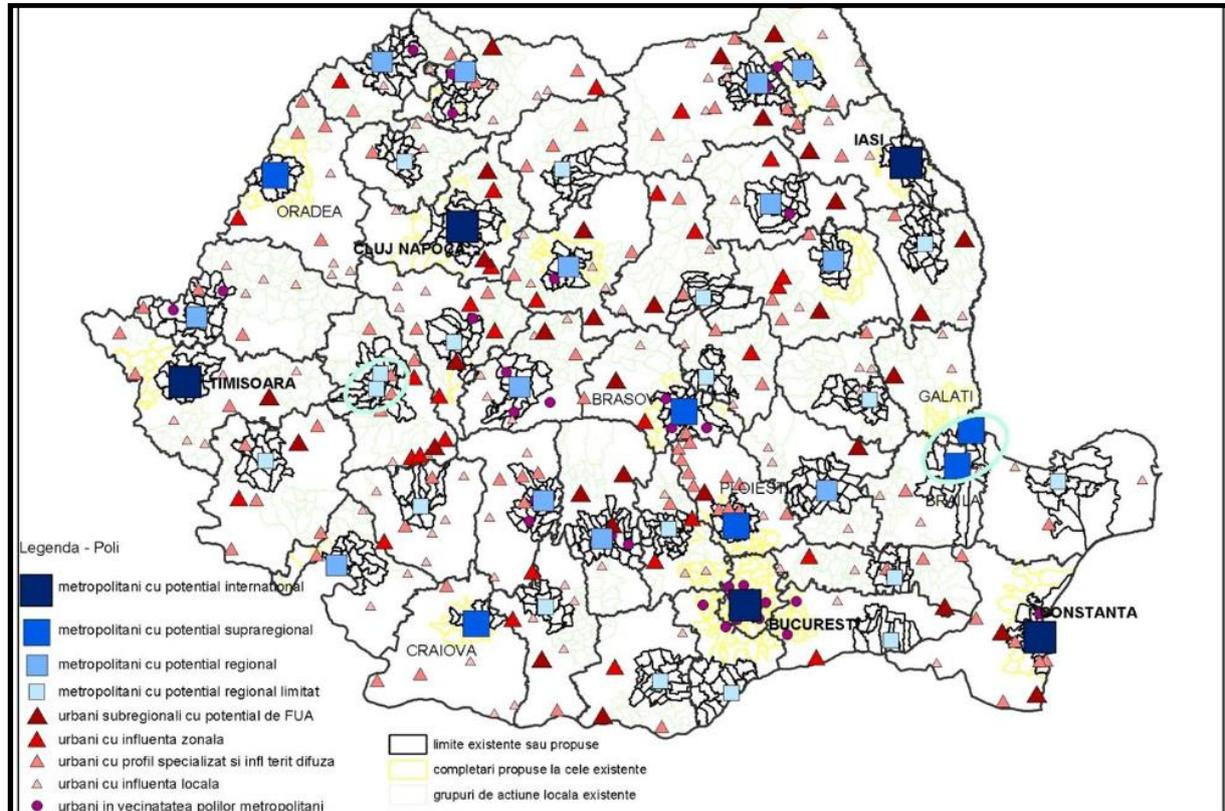 IASI
ORADEA
CLUJ NAPOCA
TIMISOARA
BRASOV
GALATI
PLOIESTI
BRAILA
CONSTANTA
BUCURESTI
CRAIOVA
Legenda - Poli
metropolitani cu potential international
metropolitani cu potential supraregional
metropolitani cu potential regional
metropolitani cu potential regional limitat
urbani subregionali cu potential de FUA
urbani cu influenta zonala
urbani cu profil specializat si infl terit difuza
urbani cu influenta locala
urbani in vecinatatea polilor metropolitani
limite existente sau propuse
completari propuse la cele existente
grupuri de actiune locala existente